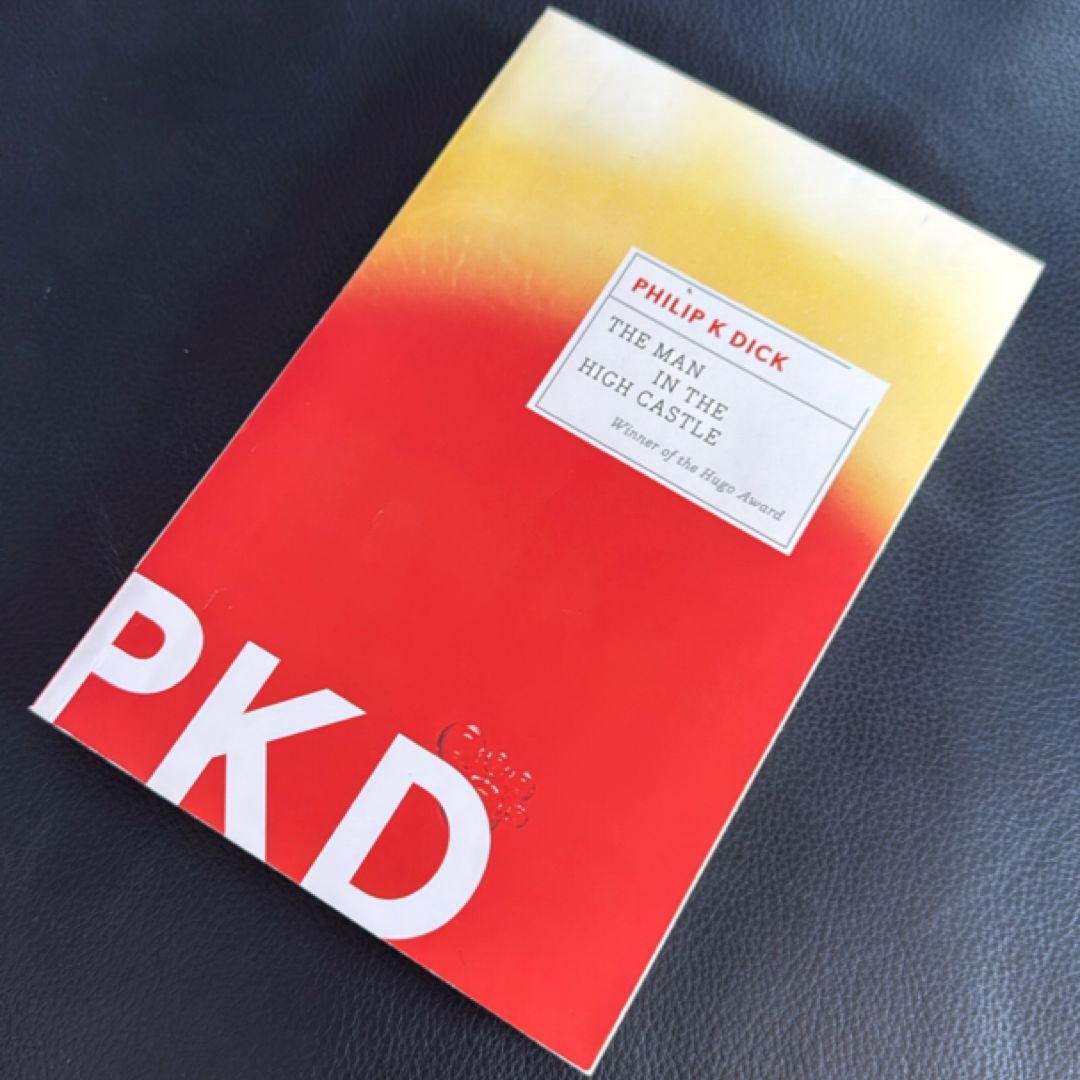 PHILIP K DICK
THE MAN
IN THE
HIGH CASTLE
Winner of the Hugo Award
PKD